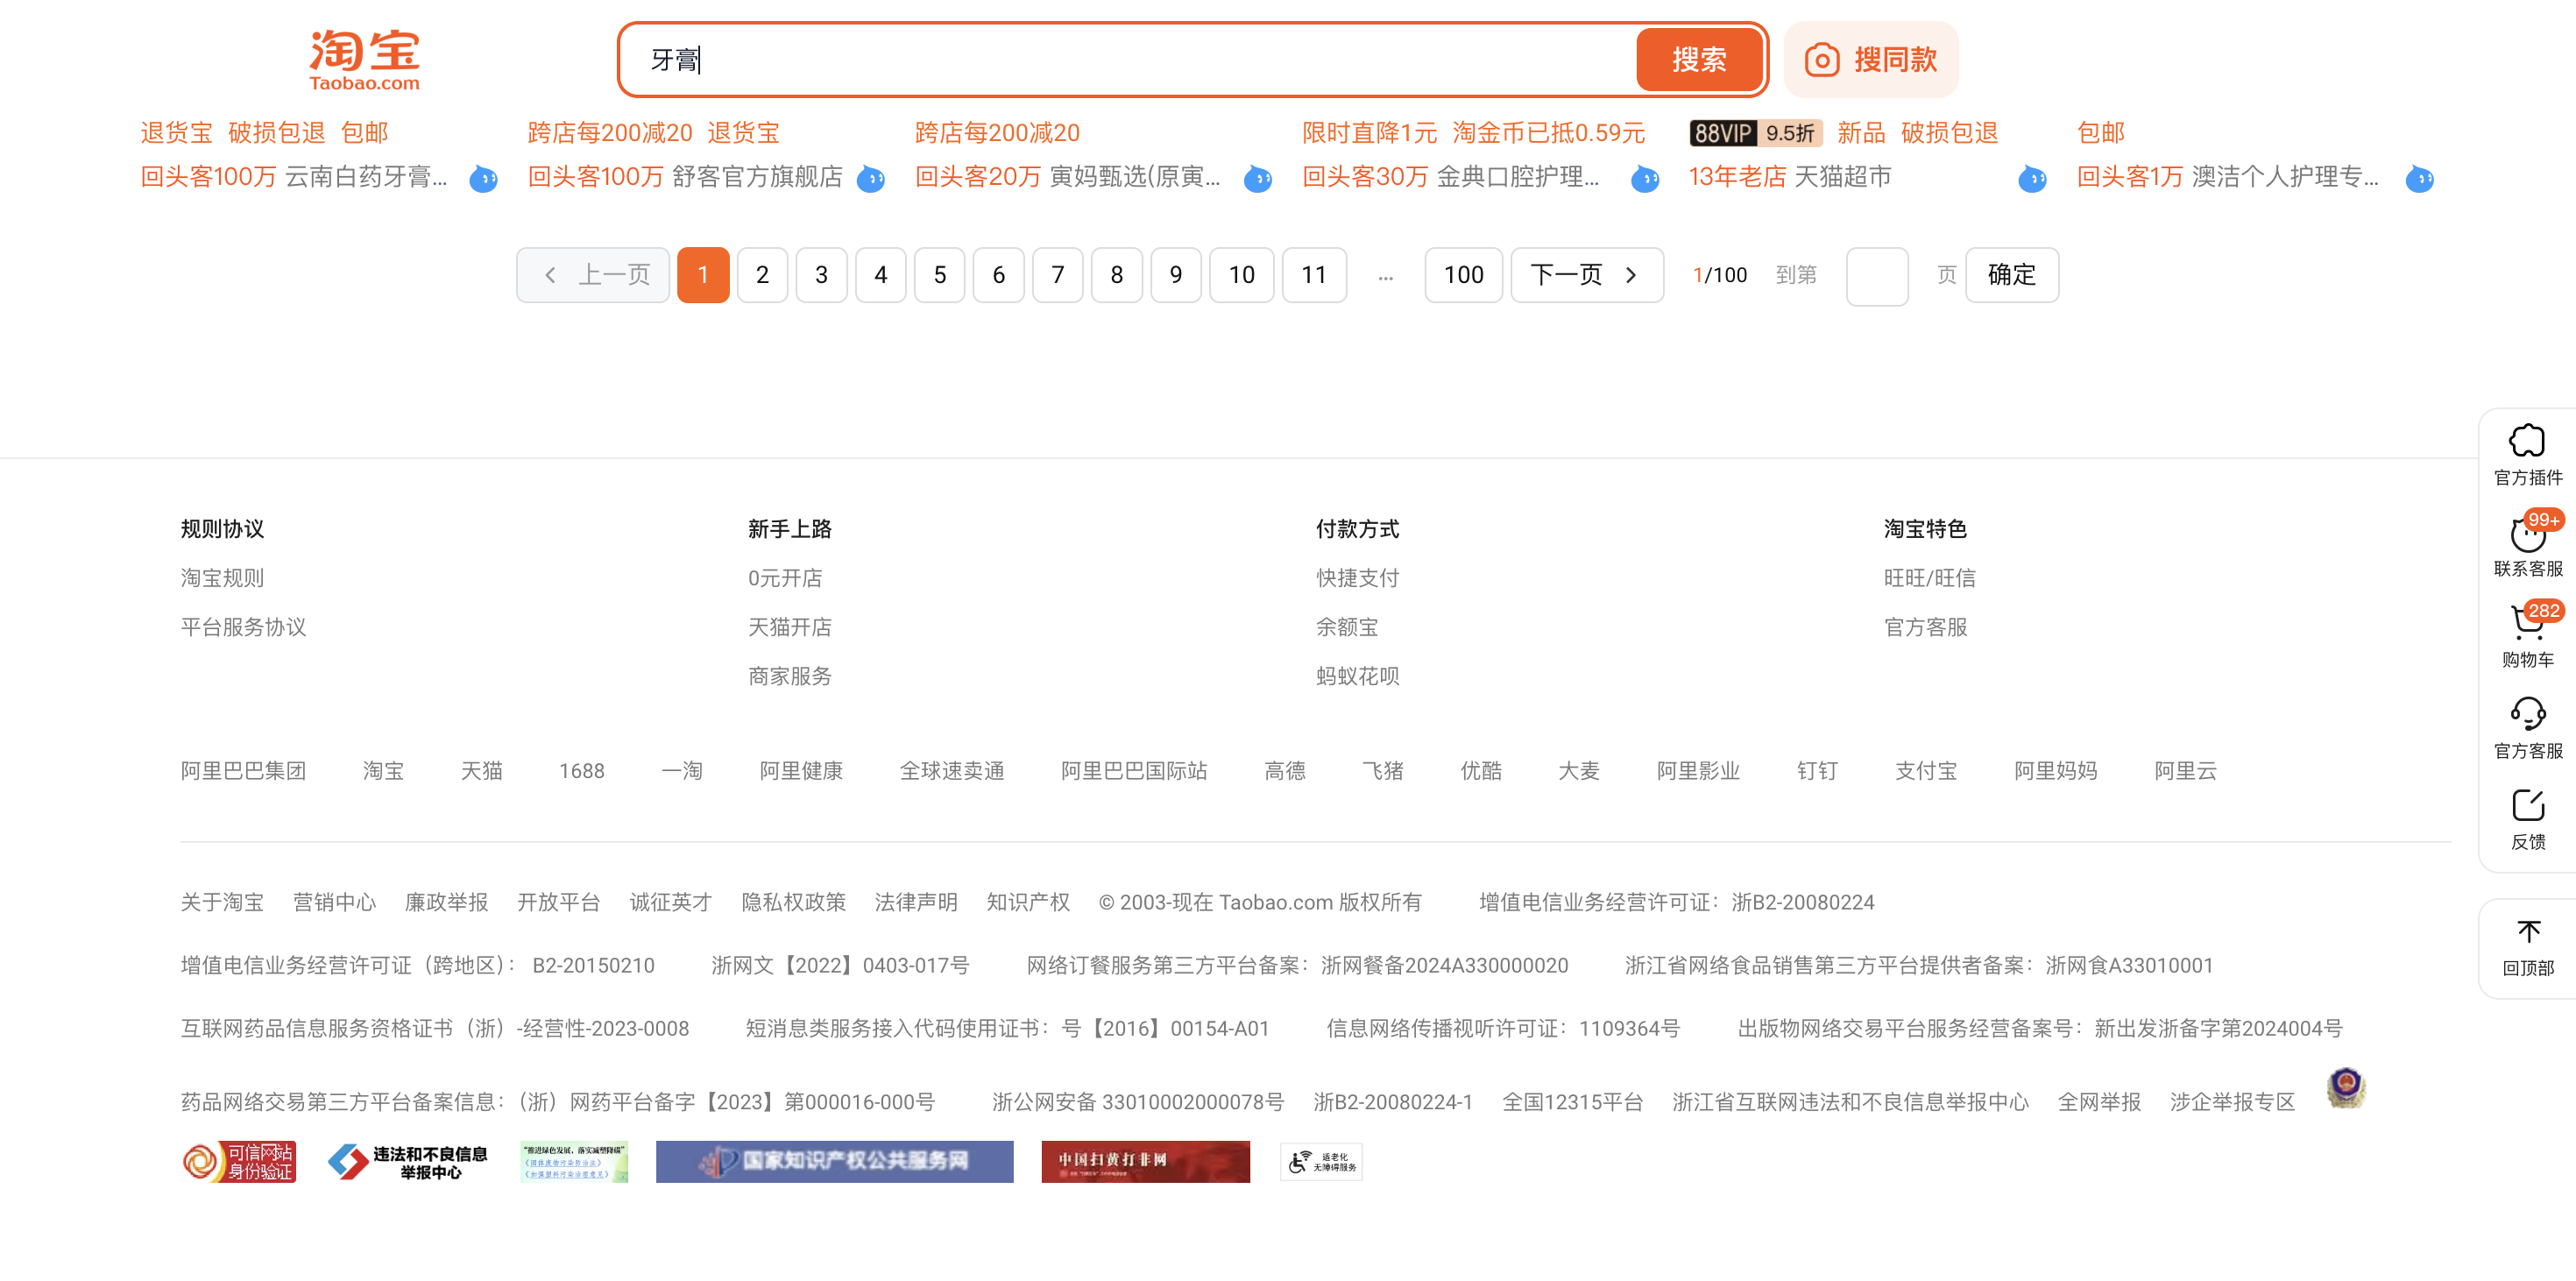 淘宝
Taobao.com
牙膏
搜索
搜同款
退货宝 破损包退 包邮
回头客100万 云南白药牙膏...
跨店每200减20 退货宝
回头客100万 舒客官方旗舰店
跨店每200减20
回头客20万 寅妈甄选(原寅...
限时直降1元 淘金币已抵0.59元
回头客30万 金典口腔护理...
88VIP 9.5折 新品 破损包退
13年老店 天猫超市
包邮
回头客1万 澳洁个人护理专...
上一页 1 2 3 4 5 6 7 8 9 10 11 ... 100 下一页 1/100 到第 页 确定
官方插件
99+
联系客服
282
购物车
官方客服
反馈
回顶部
规则协议
淘宝规则
平台服务协议
新手上路
0元开店
天猫开店
商家服务
付款方式
快捷支付
余额宝
蚂蚁花呗
淘宝特色
旺旺/旺信
官方客服
阿里巴巴集团 淘宝 天猫 1688 一淘 阿里健康 全球速卖通 阿里巴巴国际站 高德 飞猪 优酷 大麦 阿里影业 钉钉 支付宝 阿里妈妈 阿里云
关于淘宝 营销中心 廉政举报 开放平台 诚征英才 隐私权政策 法律声明 知识产权 © 2003-现在 Taobao.com 版权所有 增值电信业务经营许可证：浙B2-20080224
增值电信业务经营许可证（跨地区）： B2-20150210 浙网文【2022】0403-017号 网络订餐服务第三方平台备案：浙网餐备2024A330000020 浙江省网络食品销售第三方平台提供者备案：浙网食A33010001
互联网药品信息服务资格证书（浙）-经营性-2023-0008 短消息类服务接入代码使用证书：号【2016】00154-A01 信息网络传播视听许可证：1109364号 出版物网络交易平台服务经营备案号：新出发浙备字第2024004号
药品网络交易第三方平台备案信息：（浙）网药平台备字【2023】第000016-000号 浙公网安备 33010002000078号 浙B2-20080224-1 全国12315平台 浙江省互联网违法和不良信息举报中心 全网举报 涉企举报专区
可信网站
身份验证
违法和不良信息
举报中心
“推进绿色发展，落实减塑降碳”
《固体废物污染防治法》
《加强塑料污染治理意见》
国家知识产权公共服务网
中国扫黄打非网
适老化
无障碍服务